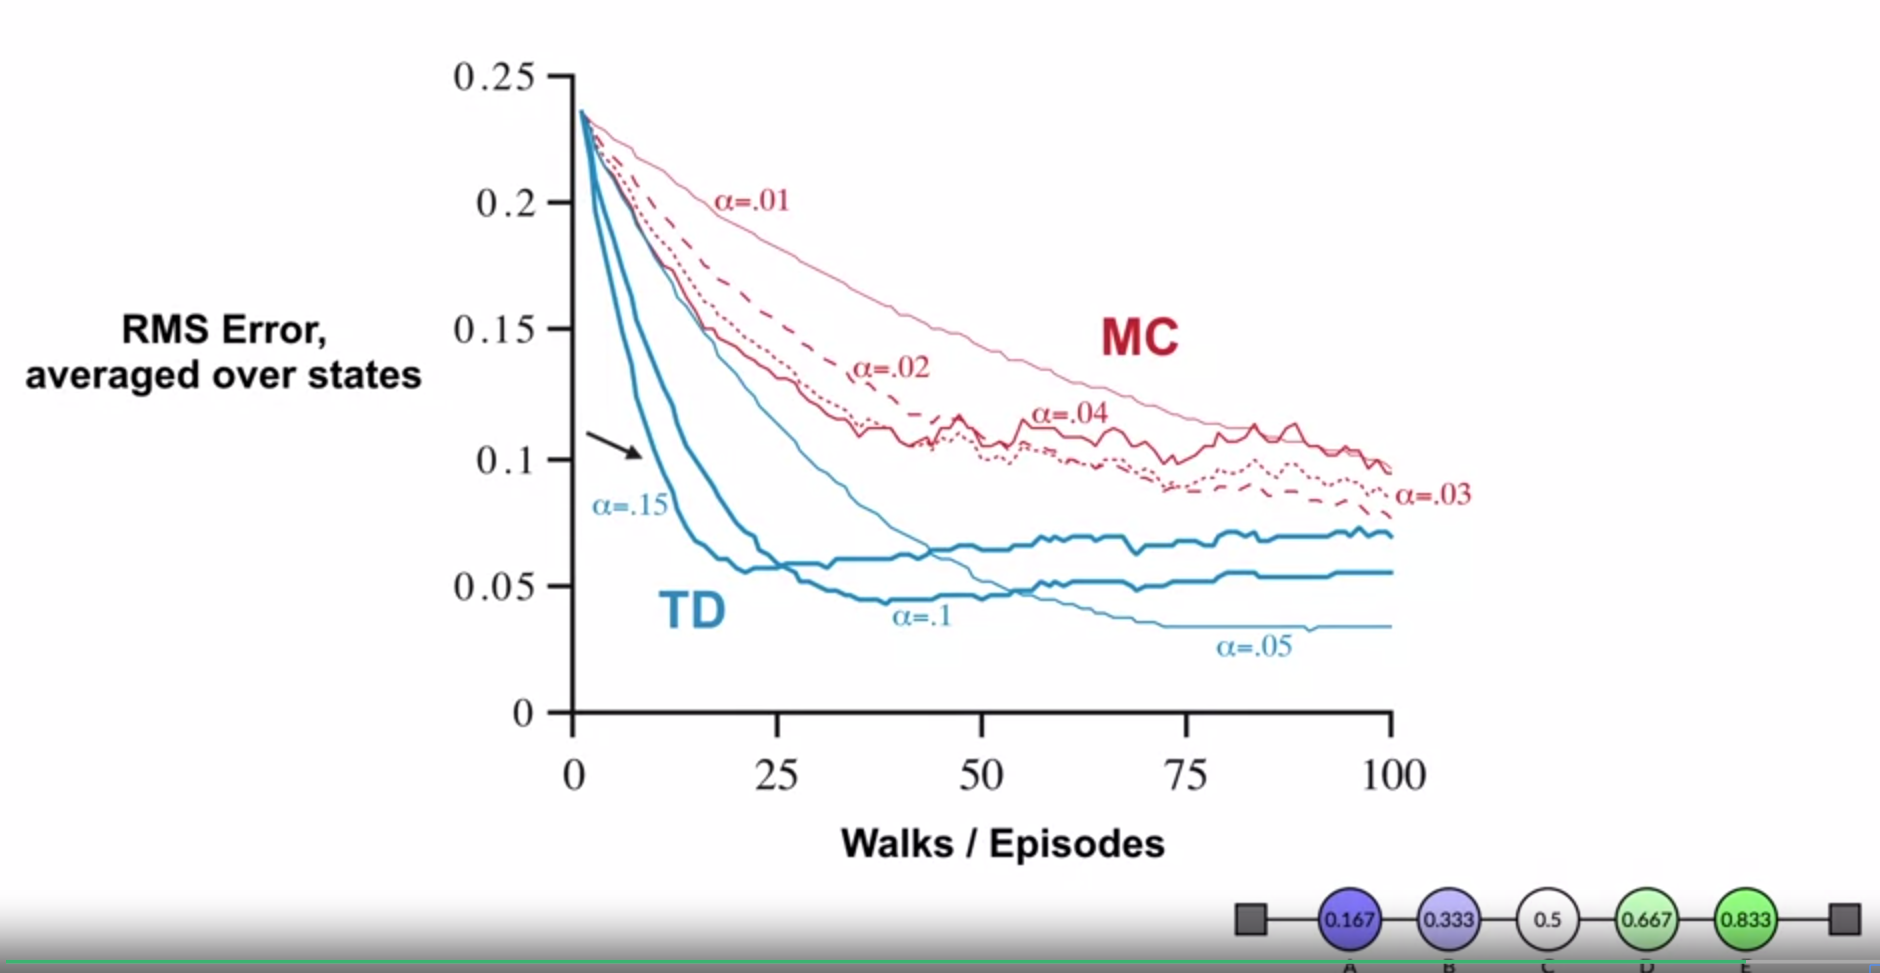 0.25
0.2
α=.01
RMS Error,
averaged over states
0.15
MC
α=.02
α=.04
0.1
α=.03
α=.15
0.05
TD
α=.1
α=.05
0
0 25 50 75 100
Walks / Episodes
0.167 0.333 0.5 0.667 0.833
A B C D E